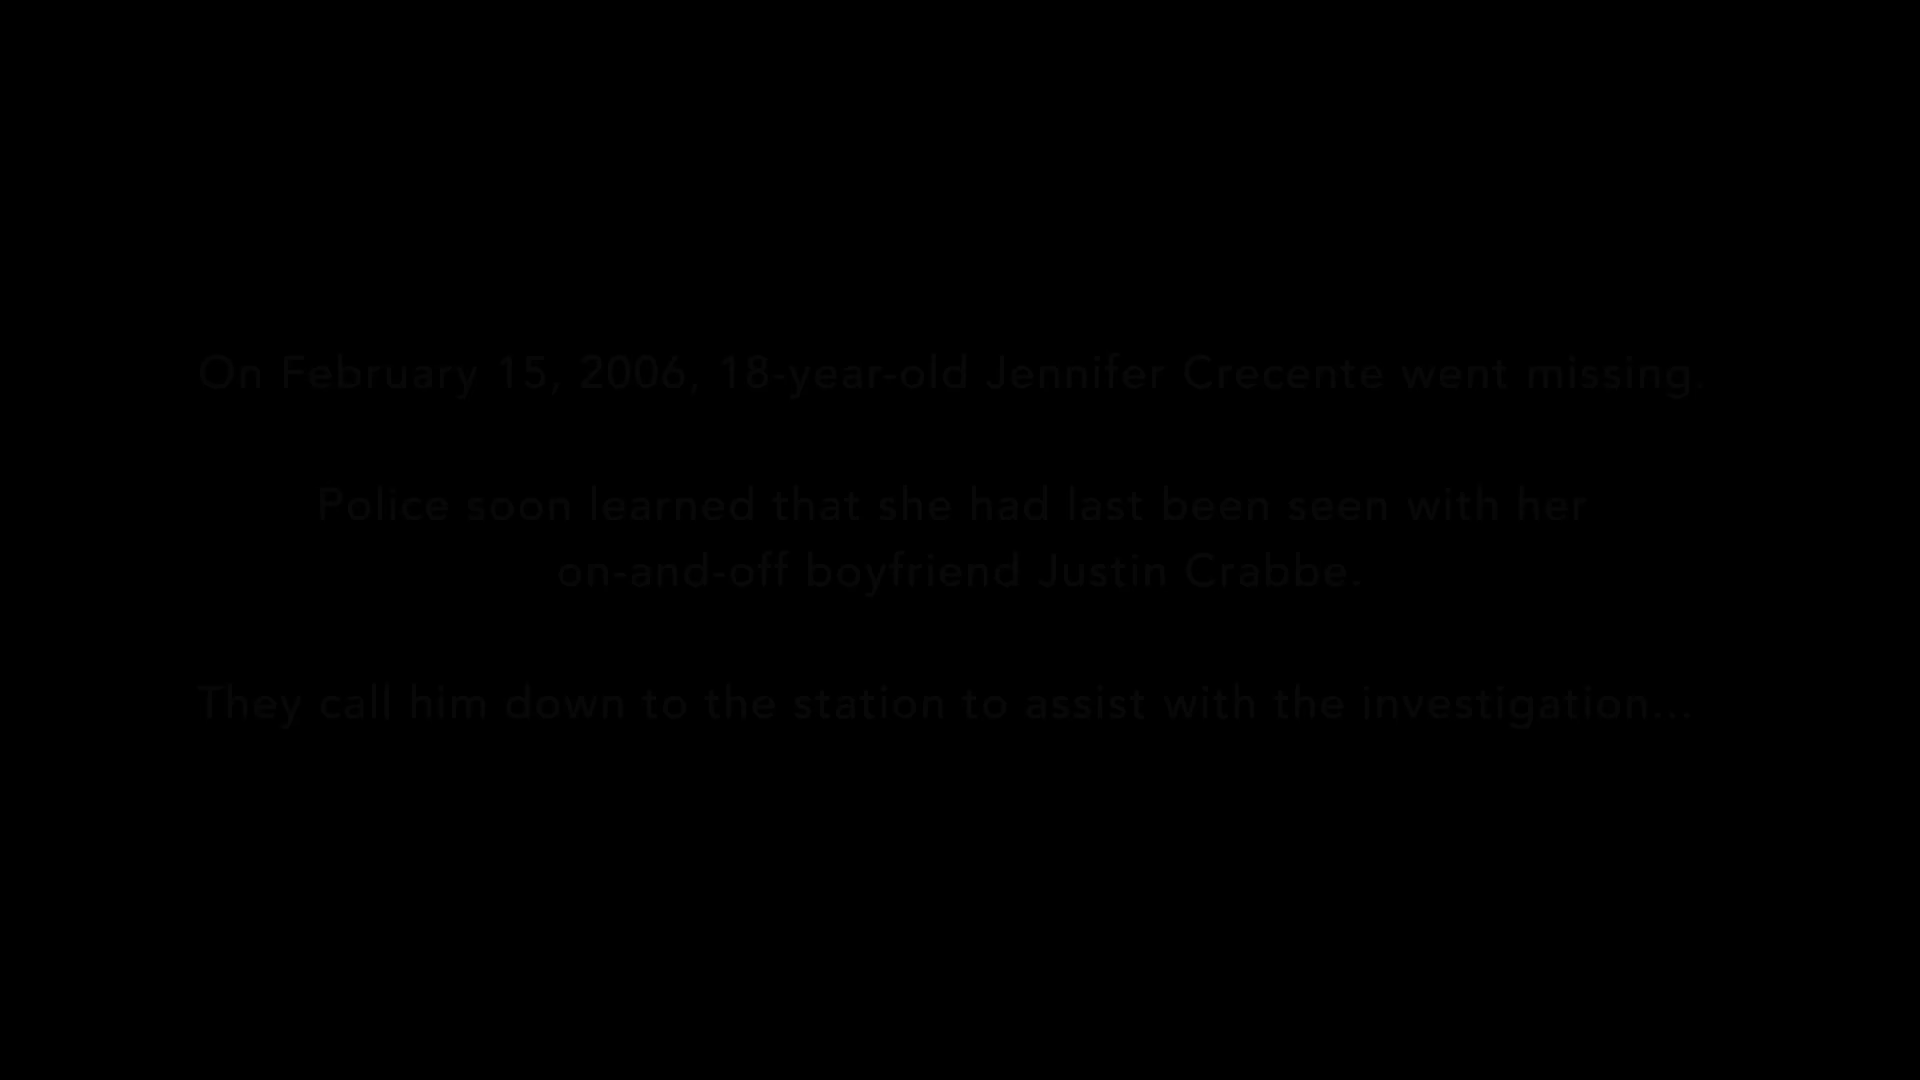 On February 15, 2006, 18-year-old Jennifer Crecente went missing.
Police soon learned that she had last been seen with her
on-and-off boyfriend Justin Crabbe.
They call him down to the station to assist with the investigation...